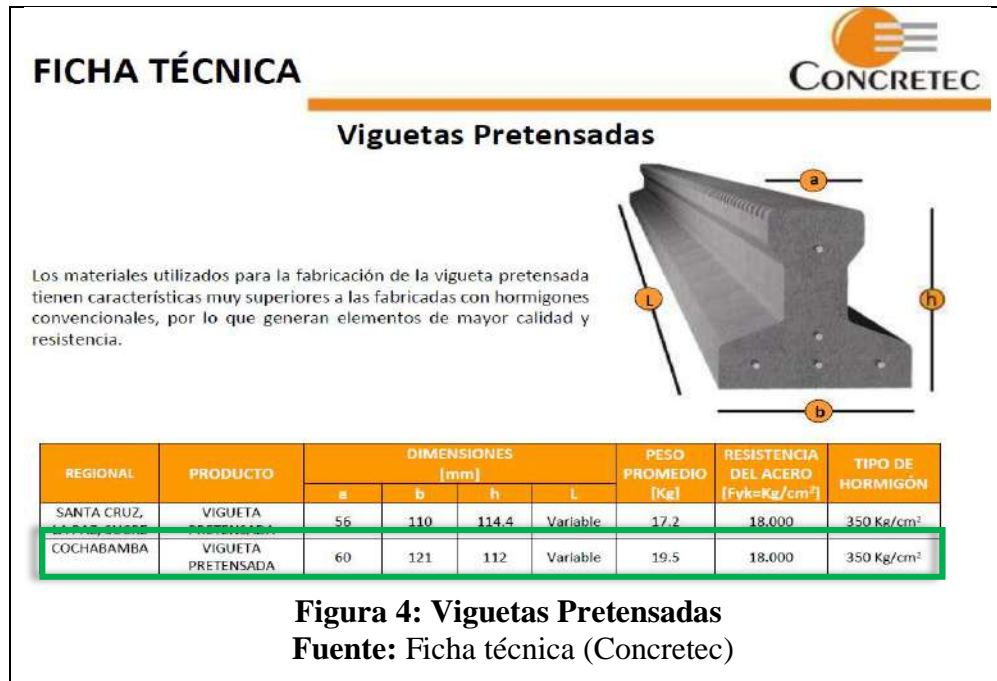 FICHA TÉCNICA
CONCRETEC
Viguetas Pretensadas
a
Los materiales utilizados para la fabricación de la vigueta pretensada
tienen características muy superiores a las fabricadas con hormigones
convencionales, por lo que generan elementos de mayor calidad y
resistencia.
L
h
b
REGIONAL PRODUCTO DIMENSIONES [mm] PESO PROMEDIO [Kg] RESISTENCIA DEL ACERO [Fyk=Kg/cm²] TIPO DE HORMIGÓN
a b h L
SANTA CRUZ, LA PAZ, SUCRE VIGUETA PRETENSADA 56 110 114.4 Variable 17.2 18.000 350 Kg/cm²
COCHABAMBA VIGUETA PRETENSADA 60 121 112 Variable 19.5 18.000 350 Kg/cm²
Figura 4: Viguetas Pretensadas
Fuente: Ficha técnica (Concretec)